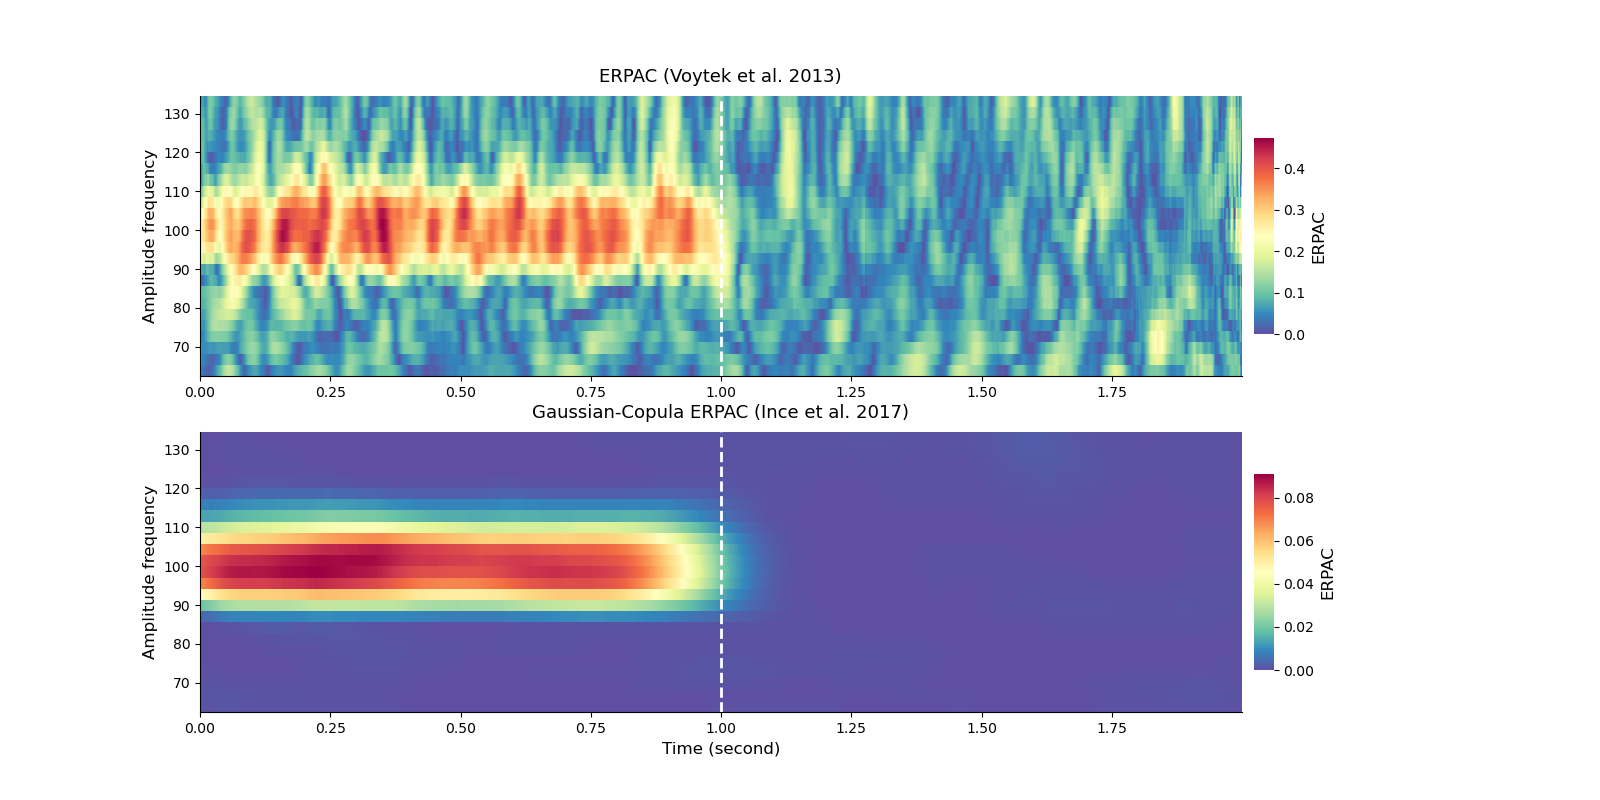 ERPAC (Voytek et al. 2013)
130
120
110
100
90
80
70
Amplitude frequency
0.00 0.25 0.50 0.75 1.00 1.25 1.50 1.75
0.4
0.3
0.2
0.1
0.0
ERPAC
Gaussian-Copula ERPAC (Ince et al. 2017)
130
120
110
100
90
80
70
Amplitude frequency
0.00 0.25 0.50 0.75 1.00 1.25 1.50 1.75
Time (second)
0.08
0.06
0.04
0.02
0.00
ERPAC